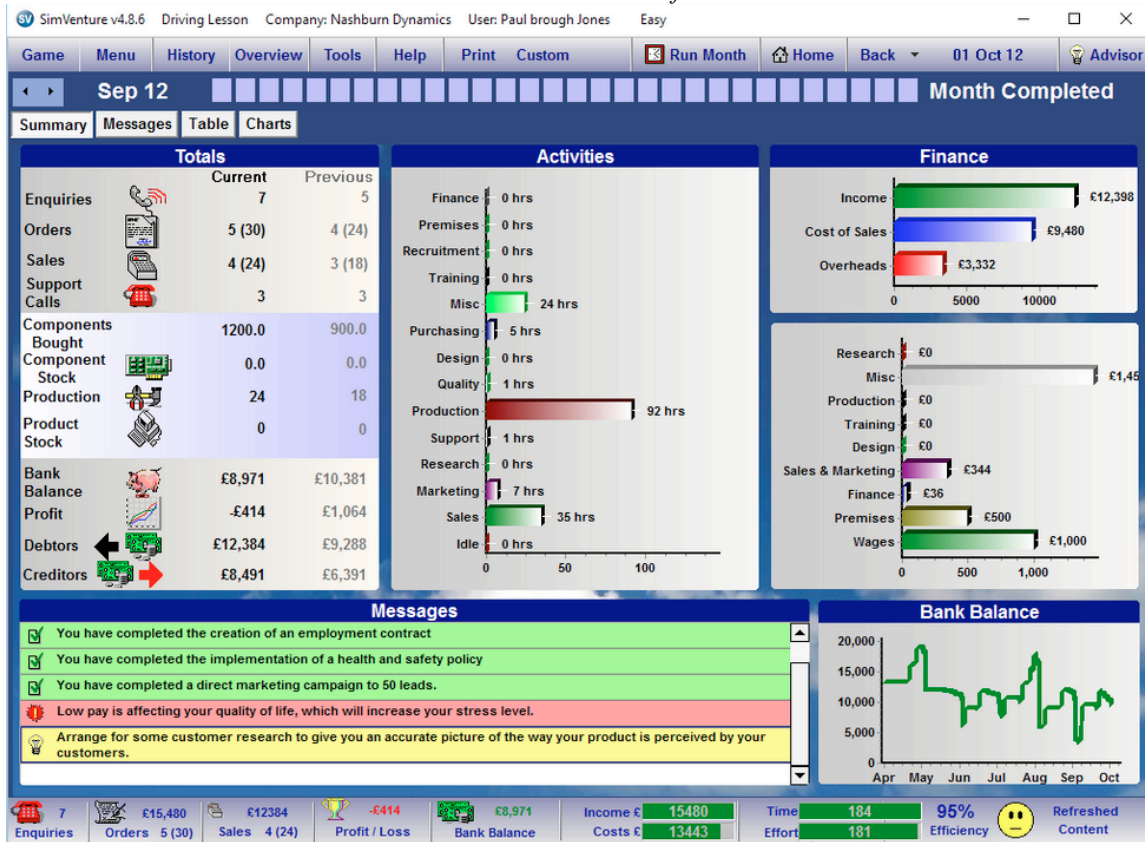 SimVenture v4.8.6 Driving Lesson Company: Nashburn Dynamics User: Paul brough Jones Easy
Game Menu History Overview Tools Help Print Custom Run Month Home Back 01 Oct 12 Advisor
Sep 12 Month Completed
Summary Messages Table Charts
Totals
Current Previous
Enquiries 7 5
Orders 5 (30) 4 (24)
Sales 4 (24) 3 (18)
Support
Calls 3 3
Components
Bought 1200.0 900.0
Component
Stock 0.0 0.0
Production 24 18
Product
Stock 0 0
Bank
Balance £8,971 £10,381
Profit -£414 £1,064
Debtors £12,384 £9,288
Creditors £8,491 £6,391
Activities
Finance 0 hrs
Premises 0 hrs
Recruitment 0 hrs
Training 0 hrs
Misc 24 hrs
Purchasing 5 hrs
Design 0 hrs
Quality 1 hrs
Production 92 hrs
Support 1 hrs
Research 0 hrs
Marketing 7 hrs
Sales 35 hrs
Idle 0 hrs
0 50 100
Finance
Income £12,398
Cost of Sales £9,480
Overheads £3,332
0 5000 10000
Research £0
Misc £1,45
Production £0
Training £0
Design £0
Sales & Marketing £344
Finance £36
Premises £500
Wages £1,000
0 500 1,000
Messages
You have completed the creation of an employment contract
You have completed the implementation of a health and safety policy
You have completed a direct marketing campaign to 50 leads.
Low pay is affecting your quality of life, which will increase your stress level.
Arrange for some customer research to give you an accurate picture of the way your product is perceived by your
customers.
Bank Balance
20,000
15,000
10,000
5,000
0
Apr May Jun Jul Aug Sep Oct
7 £15,480 £12384 -£414 £8,971 Income £ 15480 Time 184 95% Refreshed
Enquiries Orders 5 (30) Sales 4 (24) Profit / Loss Bank Balance Costs £ 13443 Effort 181 Efficiency Content